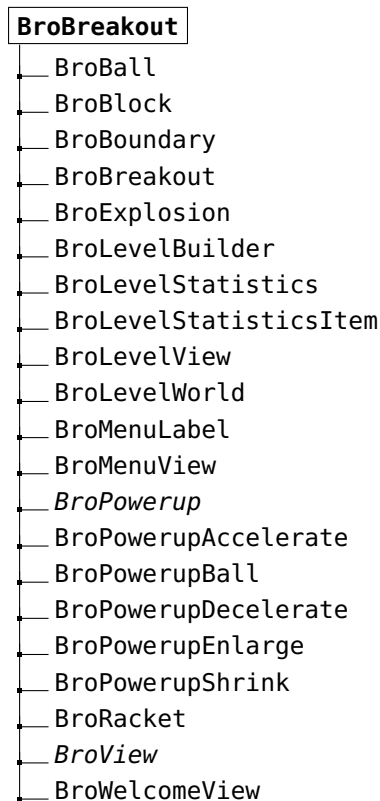 BroBreakout
BroBall
BroBlock
BroBoundary
BroBreakout
BroExplosion
BroLevelBuilder
BroLevelStatistics
BroLevelStatisticsItem
BroLevelView
BroLevelWorld
BroMenuLabel
BroMenuView
BroPowerup
BroPowerupAccelerate
BroPowerupBall
BroPowerupDecelerate
BroPowerupEnlarge
BroPowerupShrink
BroRacket
BroView
BroWelcomeView